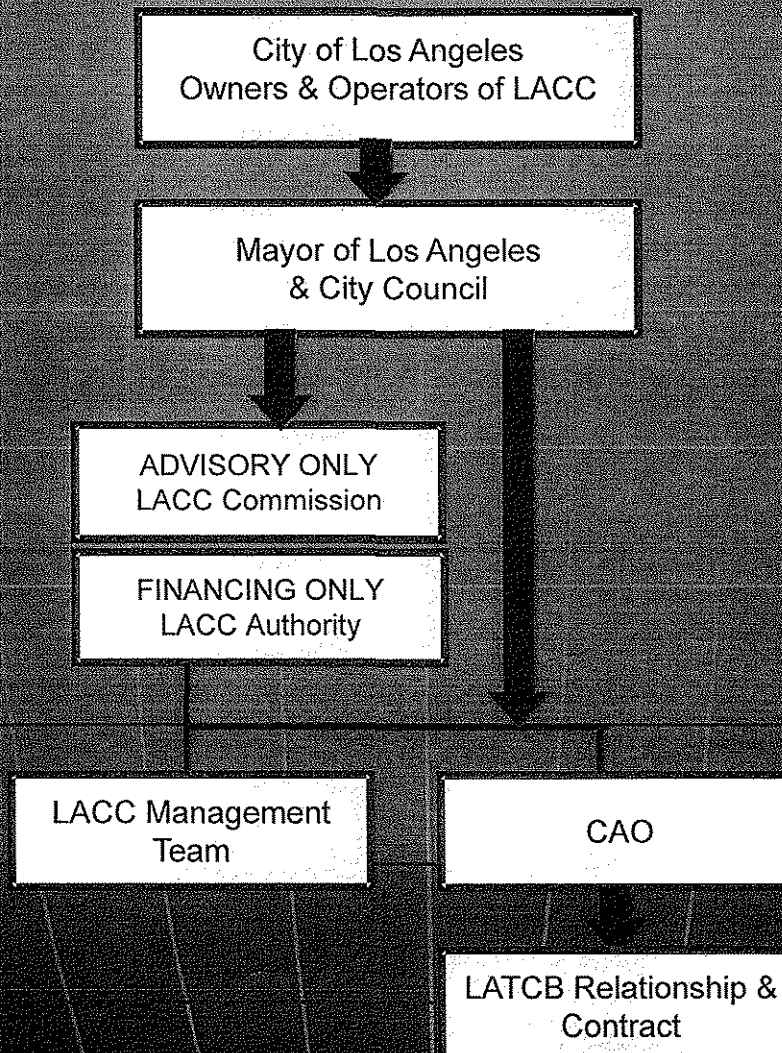 City of Los Angeles
Owners & Operators of LACC
Mayor of Los Angeles
& City Council
ADVISORY ONLY
LACC Commission
FINANCING ONLY
LACC Authority
LACC Management
Team
CAO
LATCB Relationship &
Contract